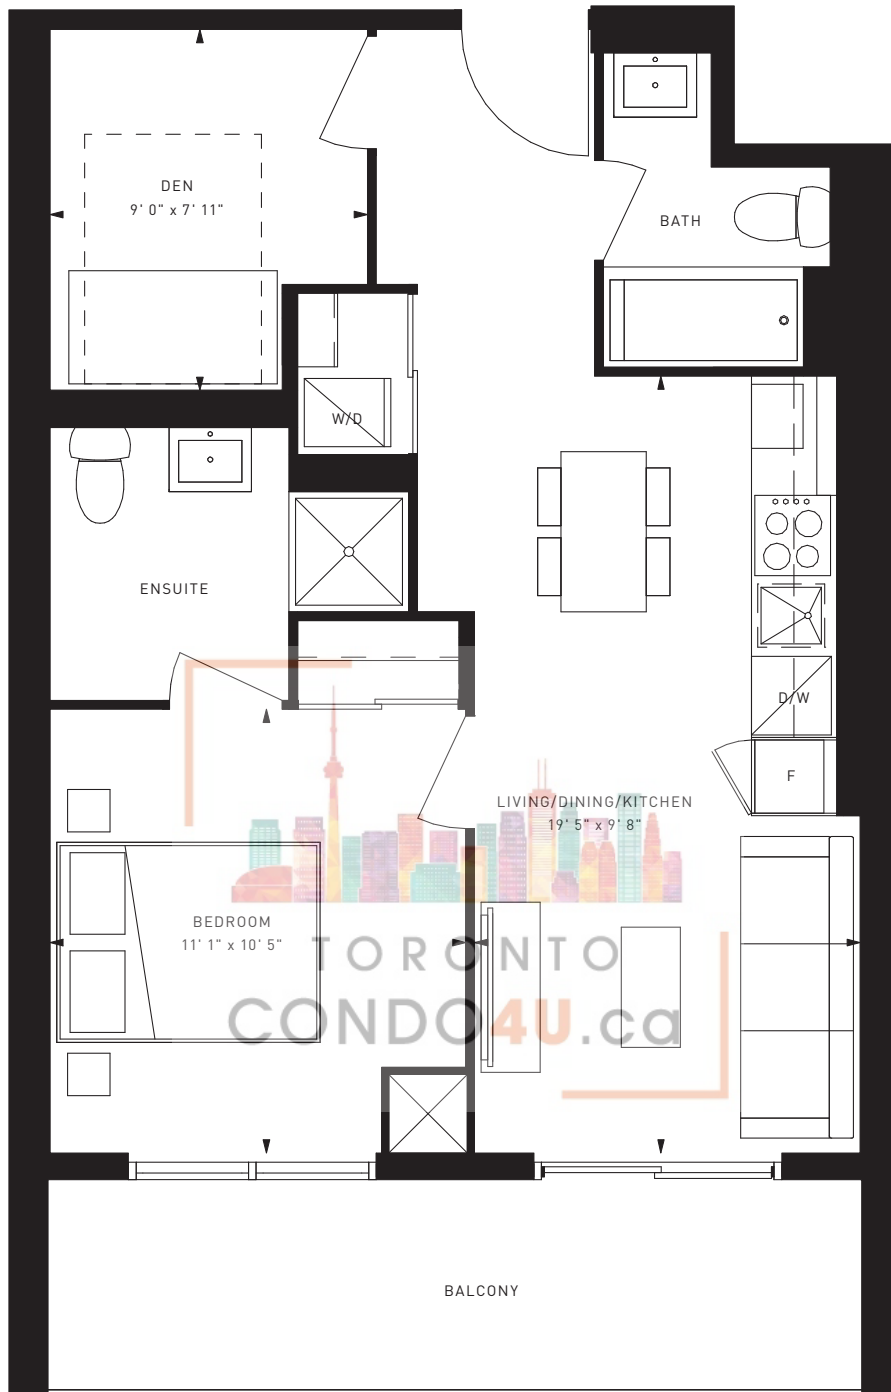 DEN
9' 0" x 7' 11"
BATH
W/D
ENSUITE
D/W
F
LIVING/DINING/KITCHEN
19' 5" x 9' 8"
BEDROOM
11' 1" x 10' 5"
TORONTO
CONDO4U.ca
BALCONY